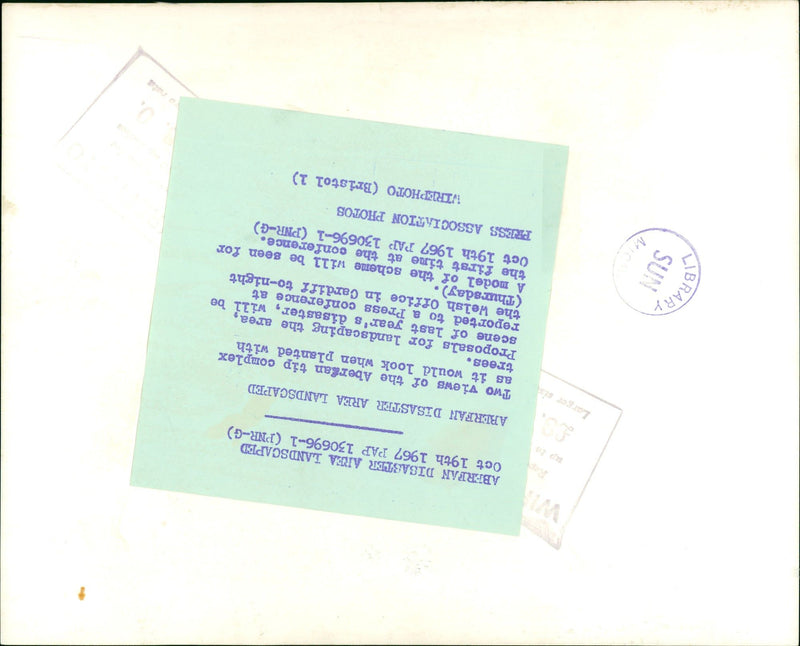 ABERFAN DISASTER AREA LANDSCAPED
Oct 19th 1967 PAP 130696-1 (PNR-G)
ABERFAN DISASTER AREA LANDSCAPED
Two views of the Aberfan tip complex
as it would look when planted with
trees.
Proposals for landscaping the area,
scene of last year's disaster, will be
reported to a Press conference at
the Welsh Office in Cardiff to-night
(Thursday).
A model of the scheme will be seen for
the first time at the conference.
Oct 19th 1967 PAP 130696-1 (PNR-G)
PRESS ASSOCIATION PHOTOS
WIREPHOTO (Bristol 1)
LIBRARY
SUN
up to
Larger